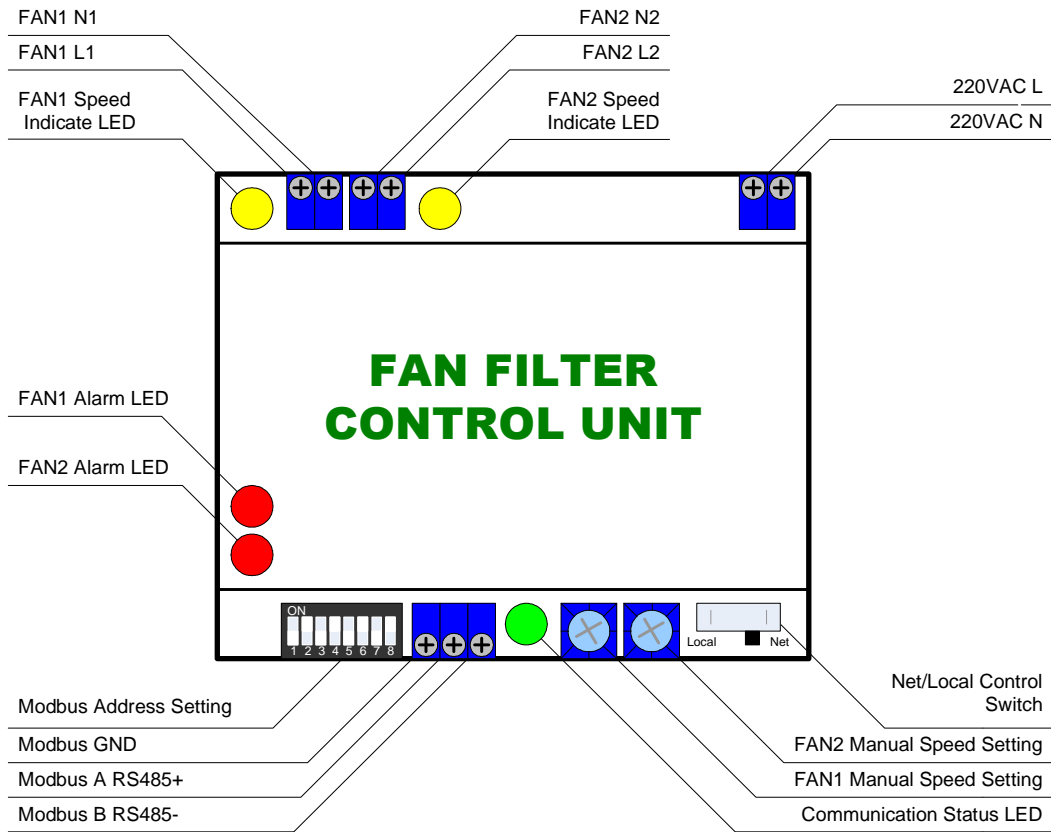 FAN1 N1
FAN1 L1
FAN1 Speed
Indicate LED
FAN2 N2
FAN2 L2
FAN2 Speed
Indicate LED
220VAC L
220VAC N
FAN FILTER
CONTROL UNIT
FAN1 Alarm LED
FAN2 Alarm LED
ON
1 2 3 4 5 6 7 8
Local
Net
Modbus Address Setting
Modbus GND
Modbus A RS485+
Modbus B RS485-
Net/Local Control
Switch
FAN2 Manual Speed Setting
FAN1 Manual Speed Setting
Communication Status LED